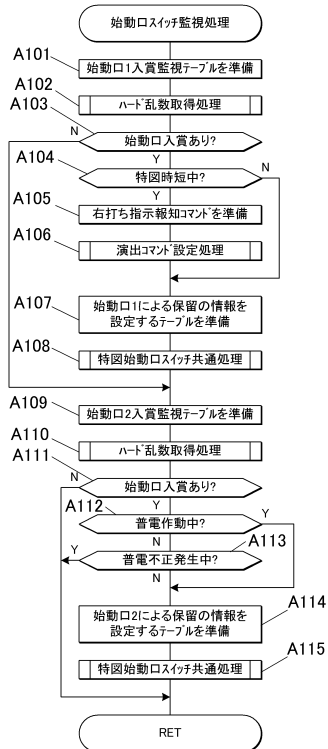 始動口スイッチ監視処理
A101
始動口1入賞監視テーブルを準備
A102
ハード乱数取得処理
A103
N
始動口入賞あり?
Y
A104
特図時短中?
N
Y
A105
右打ち指示報知コマンドを準備
A106
演出コマンド設定処理
A107
始動口1による保留の情報を
設定するテーブルを準備
A108
特図始動口スイッチ共通処理
A109
始動口2入賞監視テーブルを準備
A110
ハード乱数取得処理
A111
N
始動口入賞あり?
Y
A112
普電作動中?
Y
N
A113
Y
普電不正発生中?
N
A114
始動口2による保留の情報を
設定するテーブルを準備
A115
特図始動口スイッチ共通処理
RET